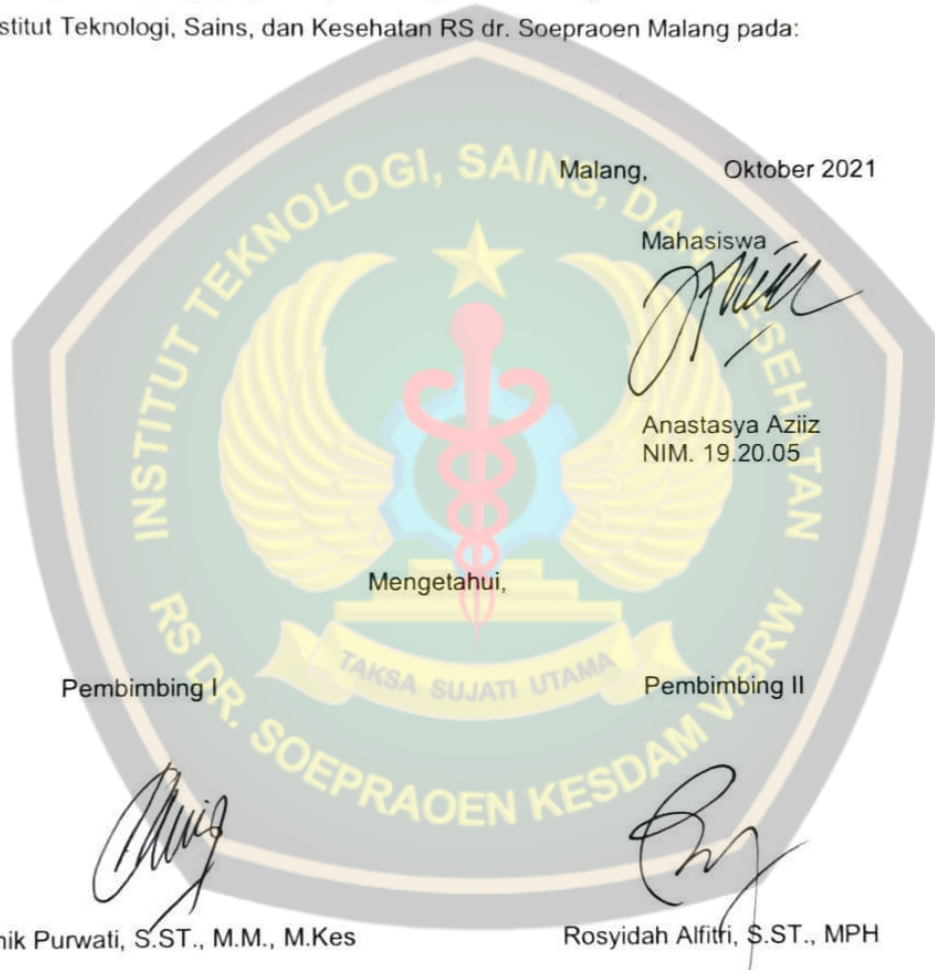 stitut Teknologi, Sains, dan Kesehatan RS dr. Soepraoen Malang pada:
Malang, Oktober 2021
Mahasiswa
Anastasya Aziiz
NIM. 19.20.05
Mengetahui,
Pembimbing I Pembimbing II
nik Purwati, S.ST., M.M., M.Kes Rosyidah Alfitri, S.ST., MPH
INSTITUT TEKNOLOGI, SAINS, DAN KESEHATAN
RS DR. SOEPRAOEN KESDAM V/BRW
TAKSA SUJATI UTAMA